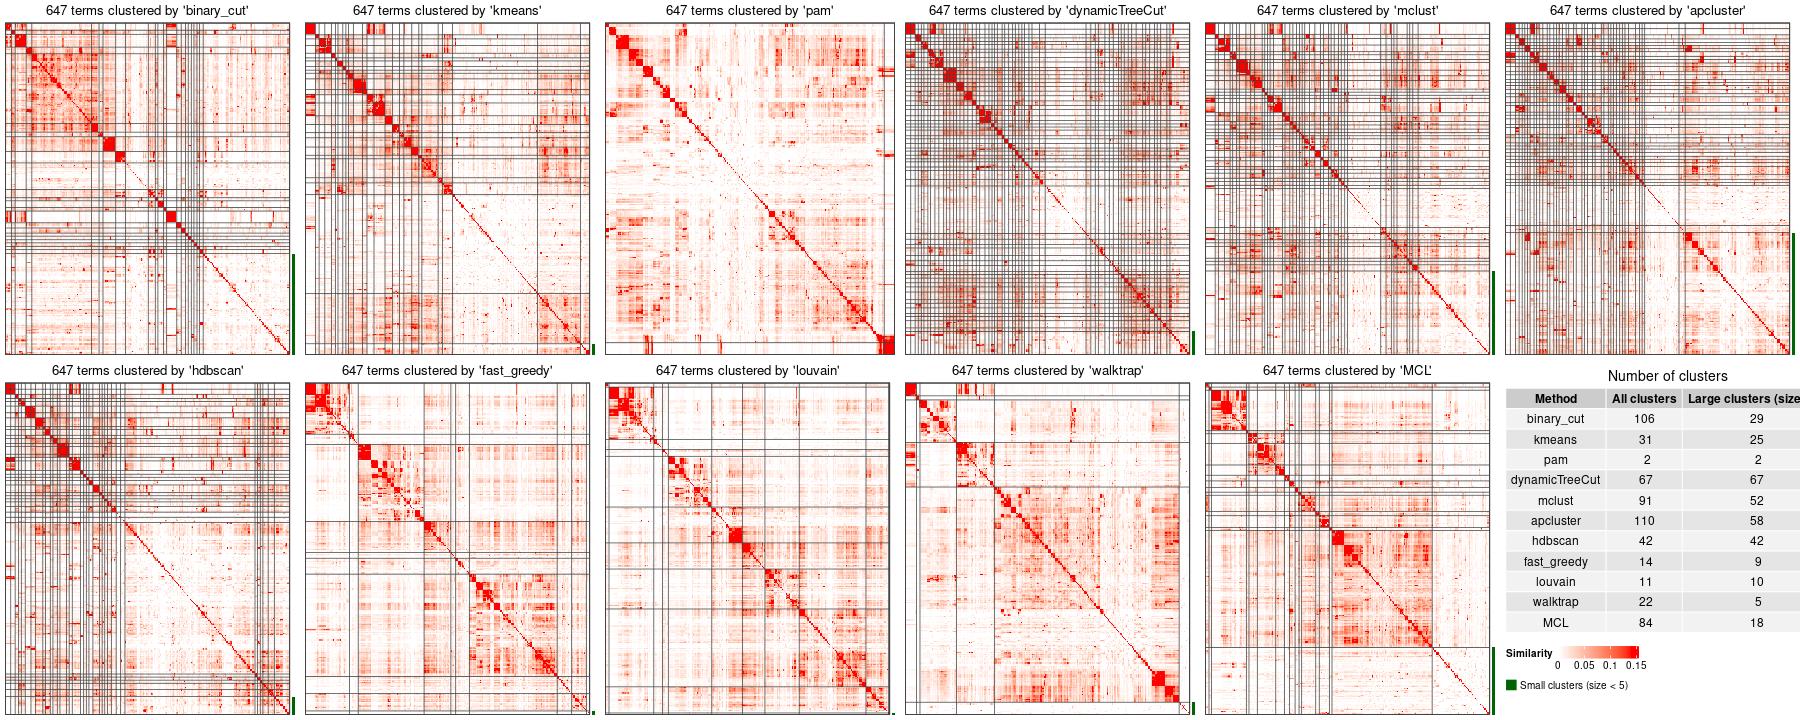 647 terms clustered by 'binary_cut'
647 terms clustered by 'kmeans'
647 terms clustered by 'pam'
647 terms clustered by 'dynamicTreeCut'
647 terms clustered by 'mclust'
647 terms clustered by 'apcluster'
647 terms clustered by 'hdbscan'
647 terms clustered by 'fast_greedy'
647 terms clustered by 'louvain'
647 terms clustered by 'walktrap'
647 terms clustered by 'MCL'
Number of clusters
Method All clusters Large clusters (size
binary_cut 106 29
kmeans 31 25
pam 2 2
dynamicTreeCut 67 67
mclust 91 52
apcluster 110 58
hdbscan 42 42
fast_greedy 14 9
louvain 11 10
walktrap 22 5
MCL 84 18
Similarity
0 0.05 0.1 0.15
Small clusters (size < 5)